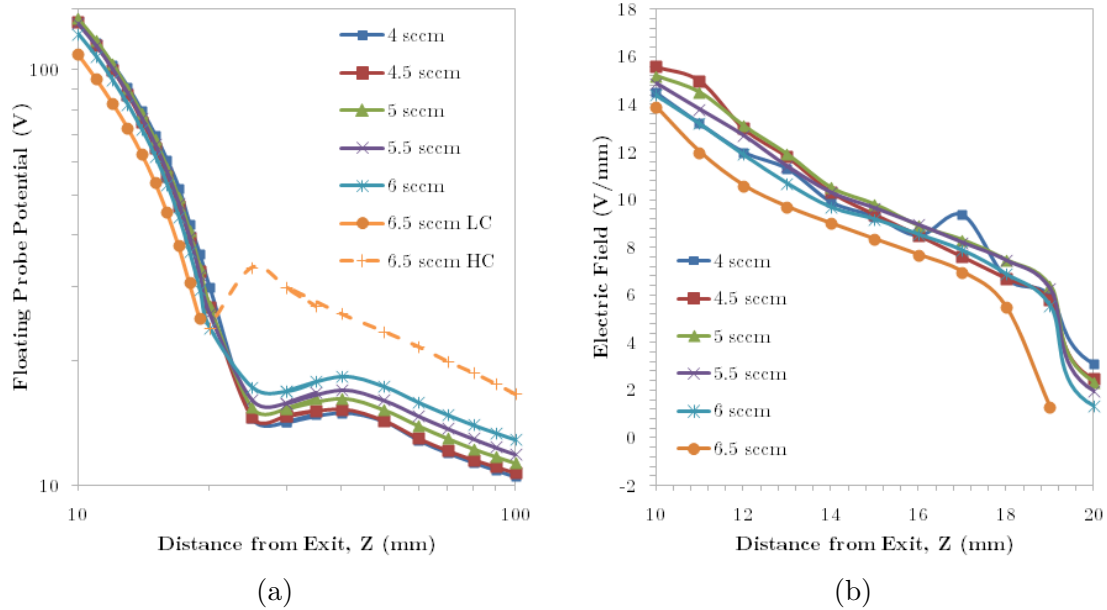 100
10
Floating Probe Potential (V)
4 sccm
4.5 sccm
5 sccm
5.5 sccm
6 sccm
6.5 sccm LC
6.5 sccm HC
10
20
100
Distance from Exit, Z (mm)
(a)
18
16
14
12
10
8
6
4
2
0
-2
Electric Field (V/mm)
4 sccm
4.5 sccm
5 sccm
5.5 sccm
6 sccm
6.5 sccm
10 12 14 16 18 20
Distance from Exit, Z (mm)
(b)